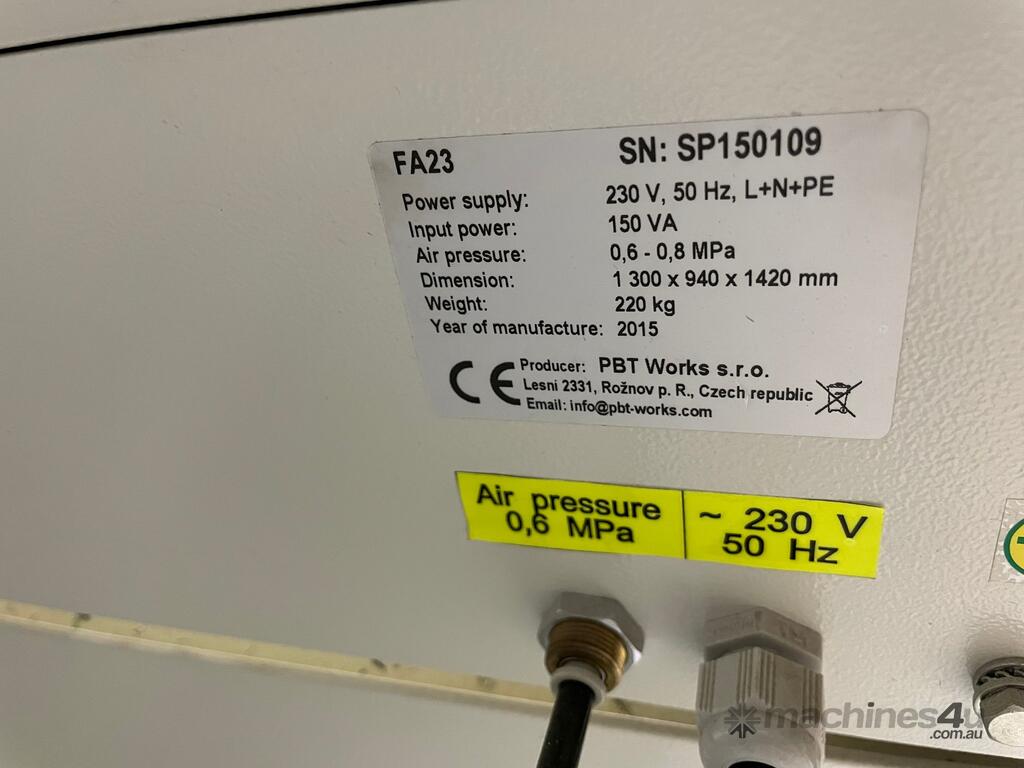 FA23 SN: SP150109
Power supply: 230 V, 50 Hz, L+N+PE
Input power: 150 VA
Air pressure: 0,6 - 0,8 MPa
Dimension: 1 300 x 940 x 1420 mm
Weight: 220 kg
Year of manufacture: 2015
CE
Producer: PBT Works s.r.o.
Lesni 2331, Rožnov p. R., Czech republic
Email: info@pbt-works.com
Air pressure
0,6 MPa
~ 230 V
50 Hz
machines4u
.com.au